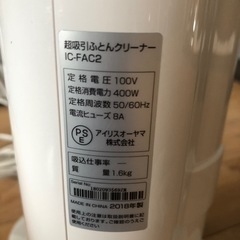 超吸引ふとんクリーナー
IC-FAC2
定格電圧 100V
定格消費電力 400W
定格周波数 50/60Hz
電流ヒューズ 8A
PSE
アイリスオーヤマ
株式会社
吸込仕事率 —
質量 1.6kg
MADE IN CHINA 2018年製